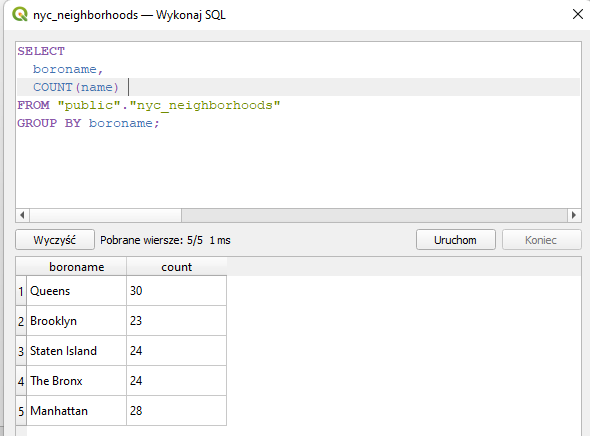 nyc_neighborhoods — Wykonaj SQL
SELECT
boroname,
COUNT(name)
FROM "public"."nyc_neighborhoods"
GROUP BY boroname;
Wyczyść Pobrane wiersze: 5/5 1 ms Uruchom Koniec
boroname count
1 Queens 30
2 Brooklyn 23
3 Staten Island 24
4 The Bronx 24
5 Manhattan 28